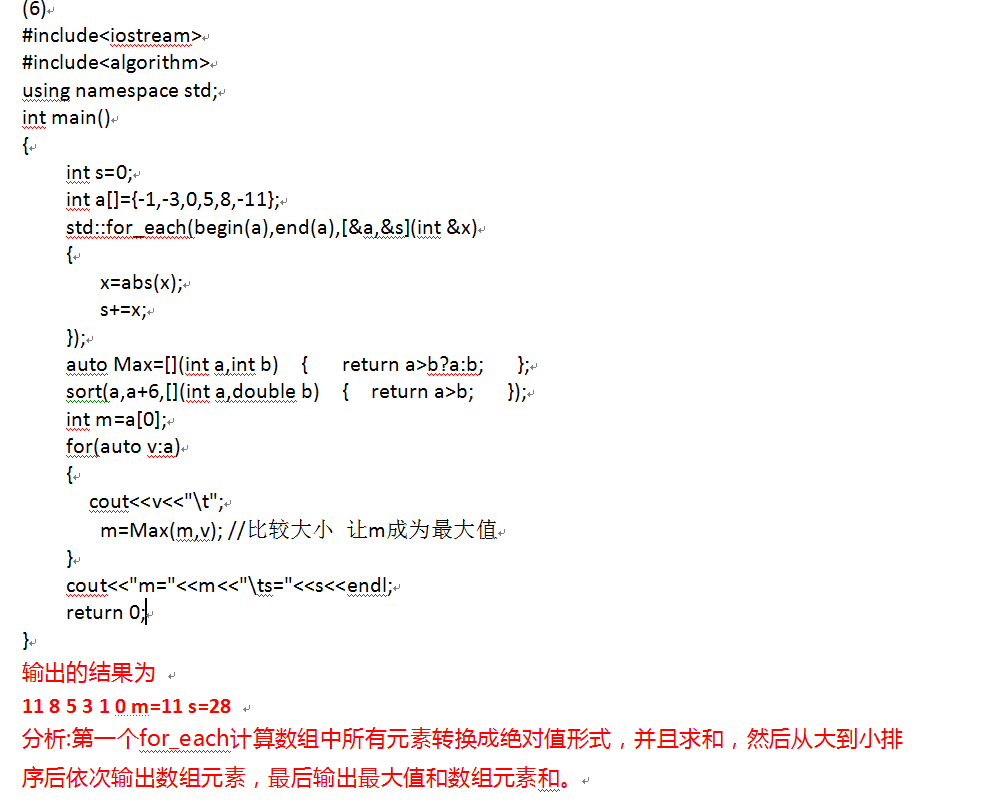 (6)
#include<iostream>
#include<algorithm>
using namespace std;
int main()
{
int s=0;
int a[]={-1,-3,0,5,8,-11};
std::for_each(begin(a),end(a),[&a,&s](int &x)
{
x=abs(x);
s+=x;
});
auto Max=[](int a,int b) { return a>b?a:b; };
sort(a,a+6,[](int a,double b) { return a>b; });
int m=a[0];
for(auto v:a)
{
cout<<v<<"\t";
m=Max(m,v); //比较大小 让m成为最大值
}
cout<<"m="<<m<<"\ts="<<s<<endl;
return 0;
}
输出的结果为
11 8 5 3 1 0 m=11 s=28
分析:第一个for_each计算数组中所有元素转换成绝对值形式，并且求和，然后从大到小排
序后依次输出数组元素，最后输出最大值和数组元素和。